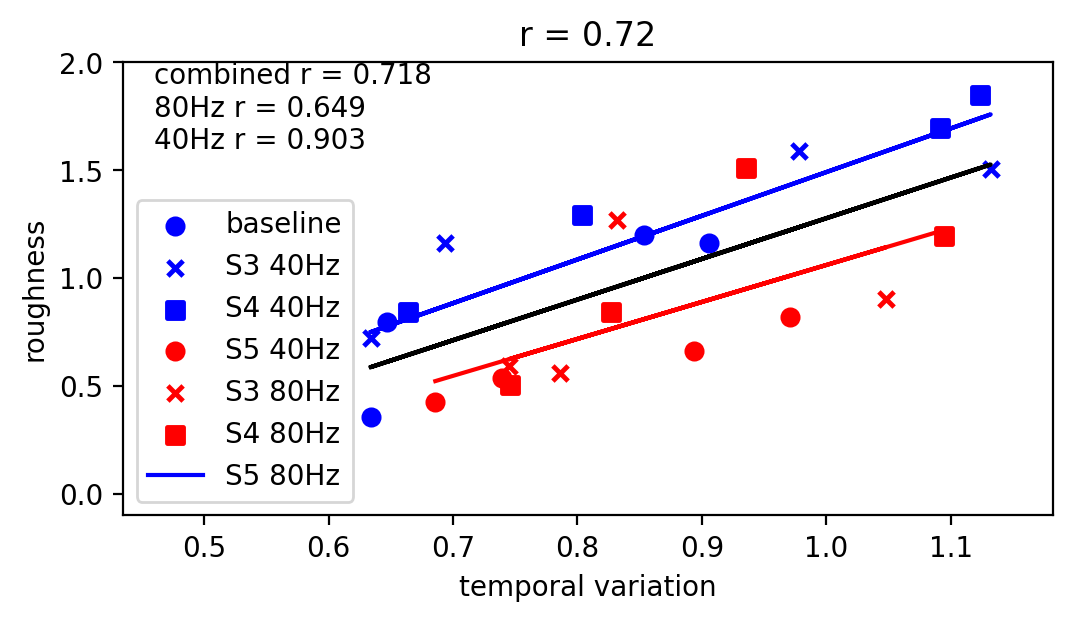 r = 0.72
combined r = 0.718
80Hz r = 0.649
40Hz r = 0.903
baseline
S3 40Hz
S4 40Hz
S5 40Hz
S3 80Hz
S4 80Hz
S5 80Hz
2.0
1.5
1.0
0.5
0.0
roughness
0.5 0.6 0.7 0.8 0.9 1.0 1.1
temporal variation